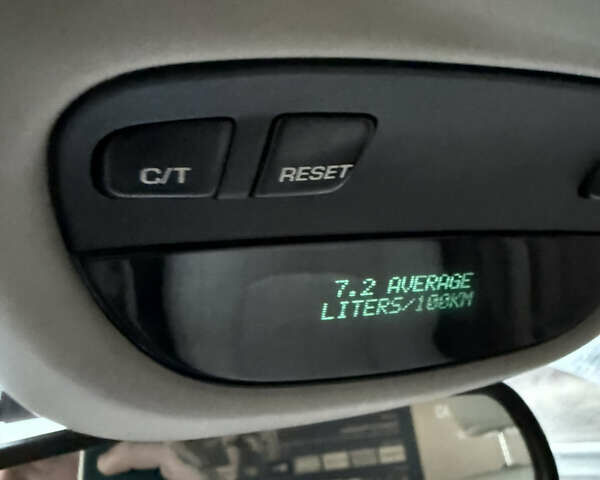 C/T
RESET
7.2 AVERAGE
LITERS/100KM